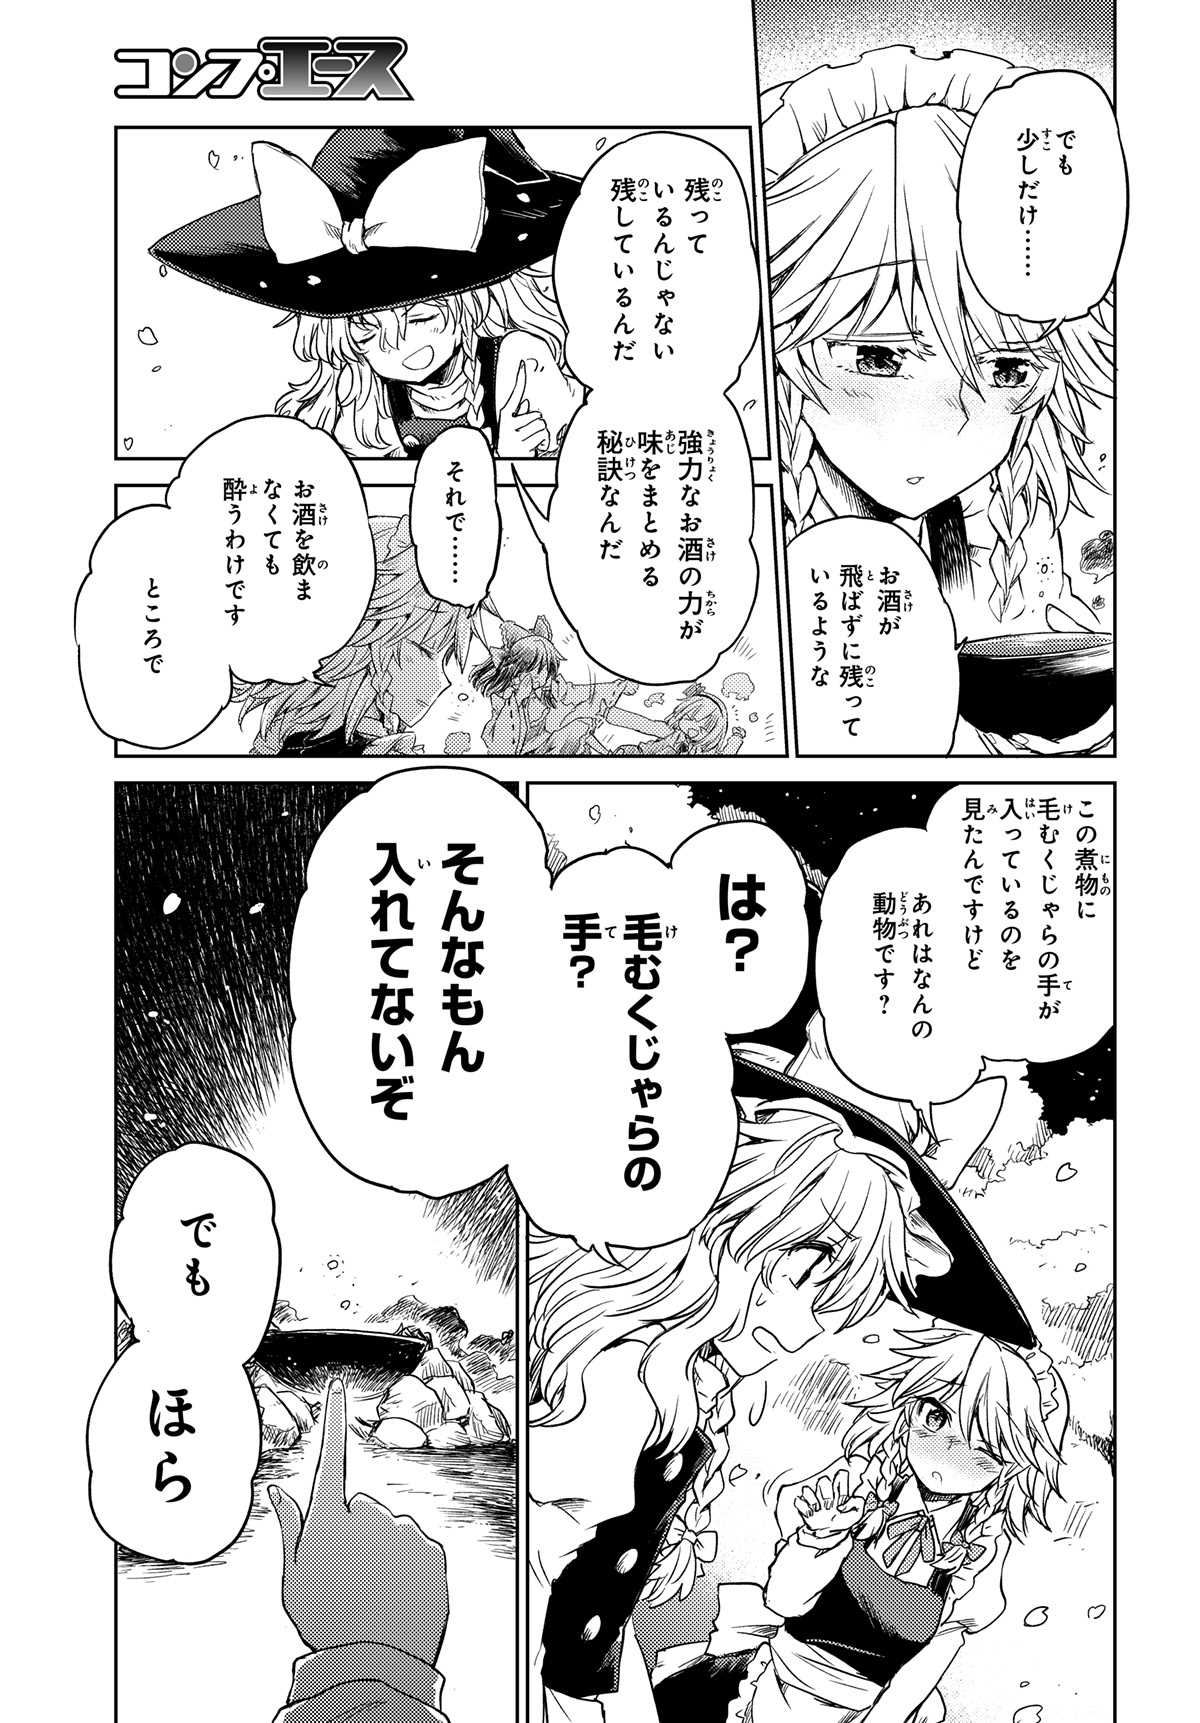 コンプ・エース
でも
少しだけ……
お酒が
飛ばずに残って
いるような
残って
いるんじゃない
残しているんだ
強力なお酒の力が
味をまとめる
秘訣なんだ
それで……
お酒を飲ま
なくても
酔うわけです
ところで
この煮物に
毛むくじゃらの手が
入っているのを
見たんですけど
あれはなんの
動物です?
は?
毛むくじゃらの
手?
そんなもん
入れてないぞ
でも
ほら